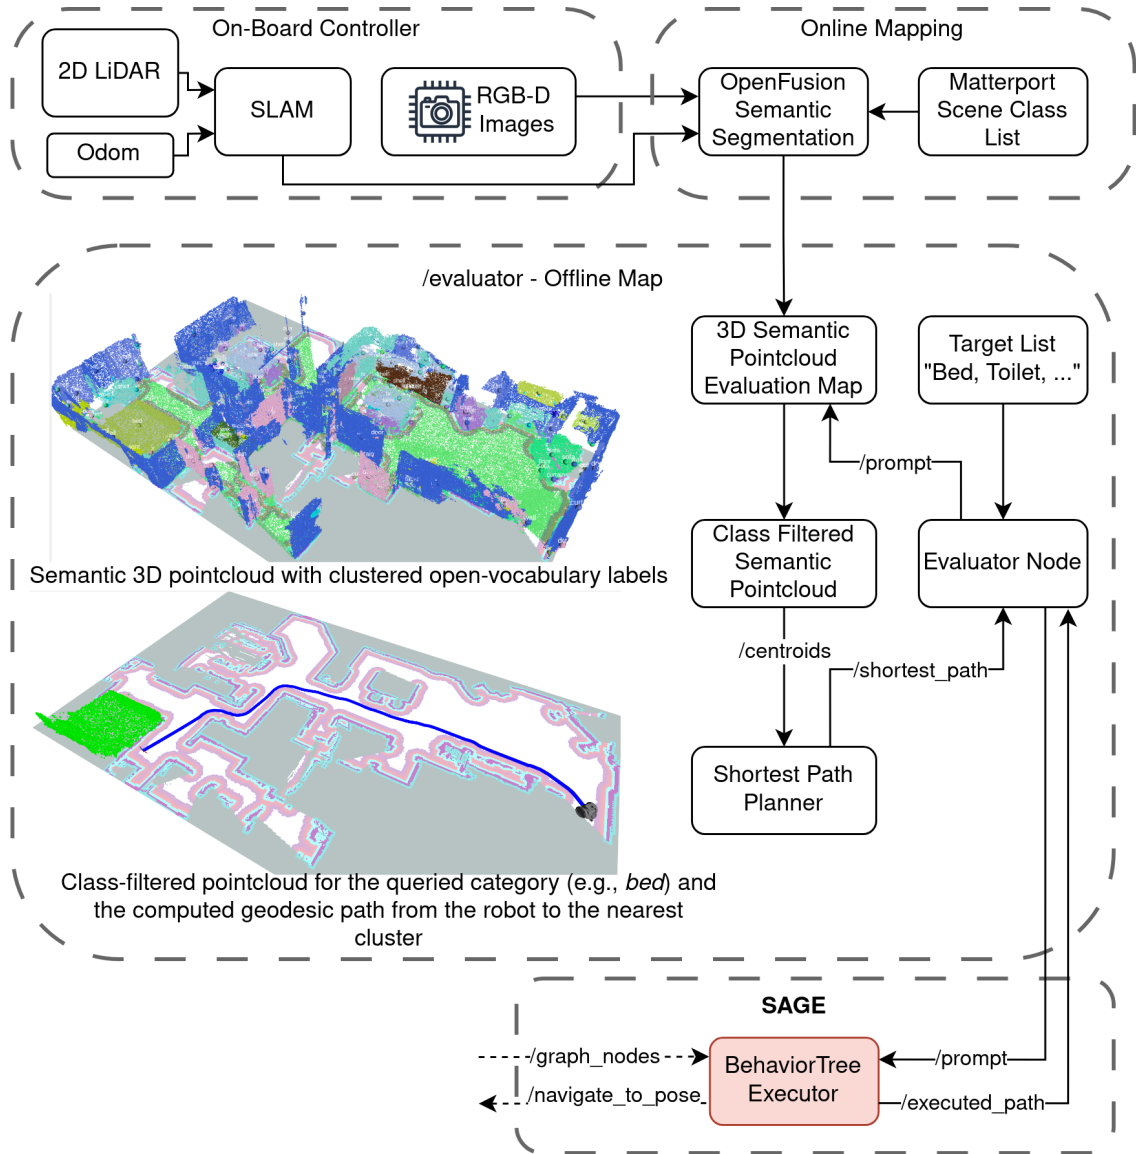 On-Board Controller
Online Mapping
2D LiDAR
Odom
SLAM
RGB-D
Images
OpenFusion
Semantic
Segmentation
Matterport
Scene Class
List
/evaluator - Offline Map
3D Semantic
Pointcloud
Evaluation Map
Target List
"Bed, Toilet, ..."
/prompt
Class Filtered
Semantic
Pointcloud
Evaluator Node
Semantic 3D pointcloud with clustered open-vocabulary labels
/centroids
/shortest_path
Shortest Path
Planner
Class-filtered pointcloud for the queried category (e.g., bed) and
the computed geodesic path from the robot to the nearest
cluster
SAGE
/graph_nodes
/navigate_to_pose
BehaviorTree
Executor
/prompt
/executed_path